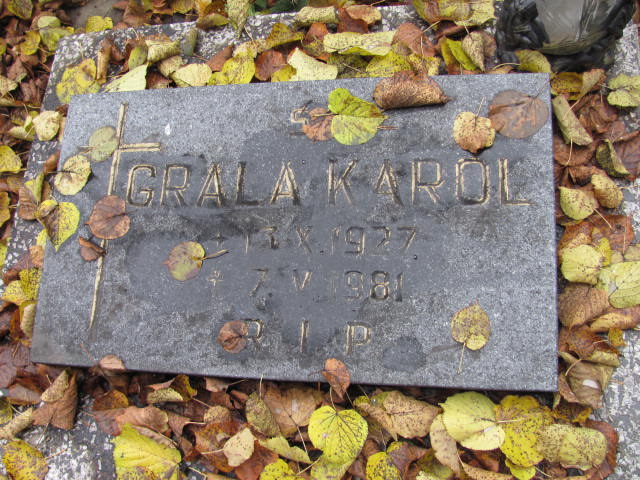 GRALA KAROL
13.X.1927
+ 7.V.1981
R I P